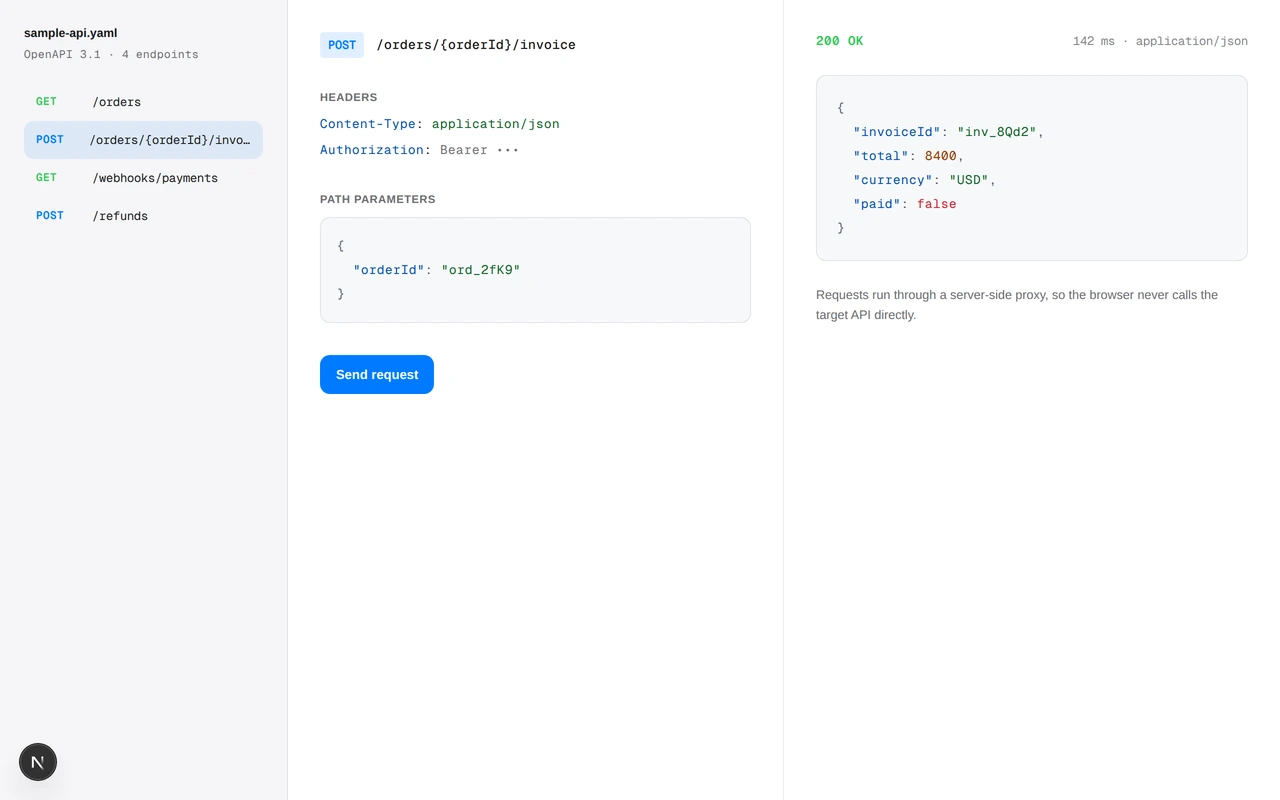 sample-api.yaml
OpenAPI 3.1 · 4 endpoints
GET /orders
POST /orders/{orderId}/invo…
GET /webhooks/payments
POST /refunds
N
POST /orders/{orderId}/invoice
HEADERS
Content-Type: application/json
Authorization: Bearer •••
PATH PARAMETERS
{
"orderId": "ord_2fK9"
}
Send request
200 OK
142 ms · application/json
{
"invoiceId": "inv_8Qd2",
"total": 8400,
"currency": "USD",
"paid": false
}
Requests run through a server-side proxy, so the browser never calls the
target API directly.